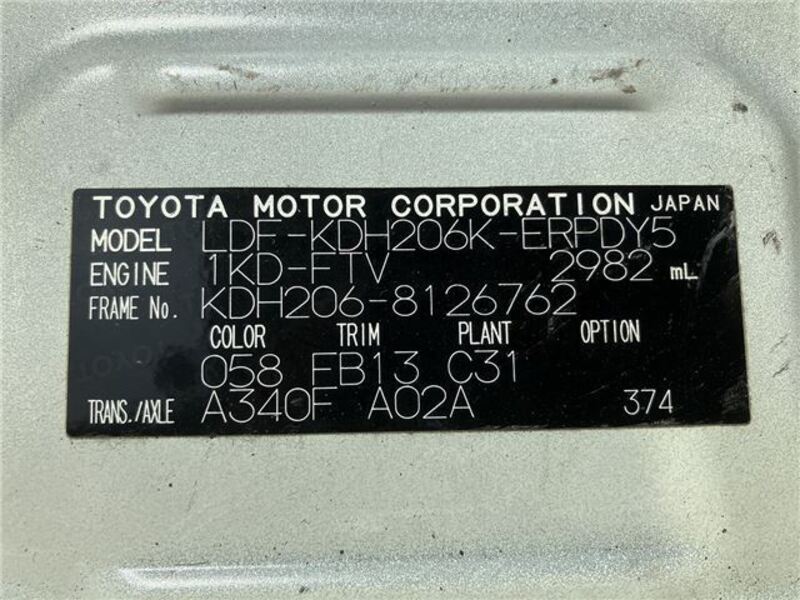 TOYOTA MOTOR CORPORATION JAPAN
MODEL LDF-KDH206K-ERPDY5
ENGINE 1KD-FTV 2982 mL
FRAME No. KDH206-8126762
COLOR TRIM PLANT OPTION
058 FB13 C31
TRANS./AXLE A340F A02A 374